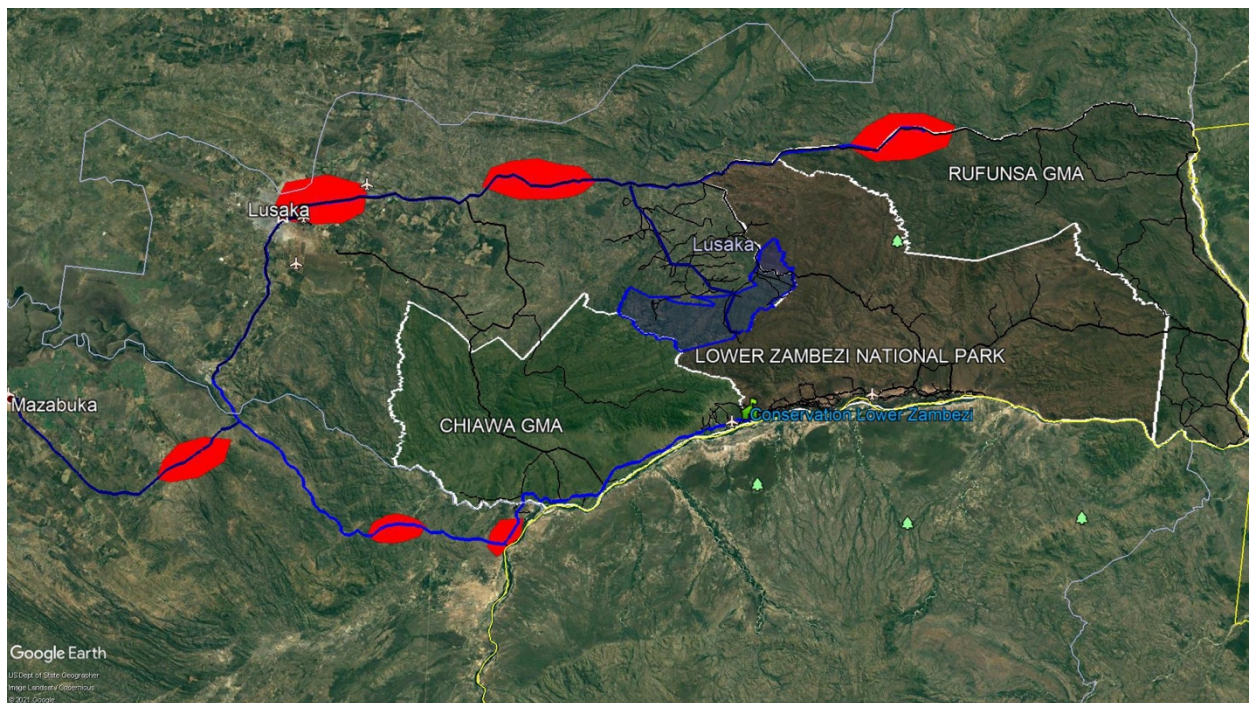 RUFUNSA GMA
Lusaka
Lusaka
LOWER ZAMBEZI NATIONAL PARK
Mazabuka
Conservation Lower Zambezi
CHIAWA GMA
Google Earth
US Dept of State Geographer
Image Landsat / Copernicus
© 2021 Google